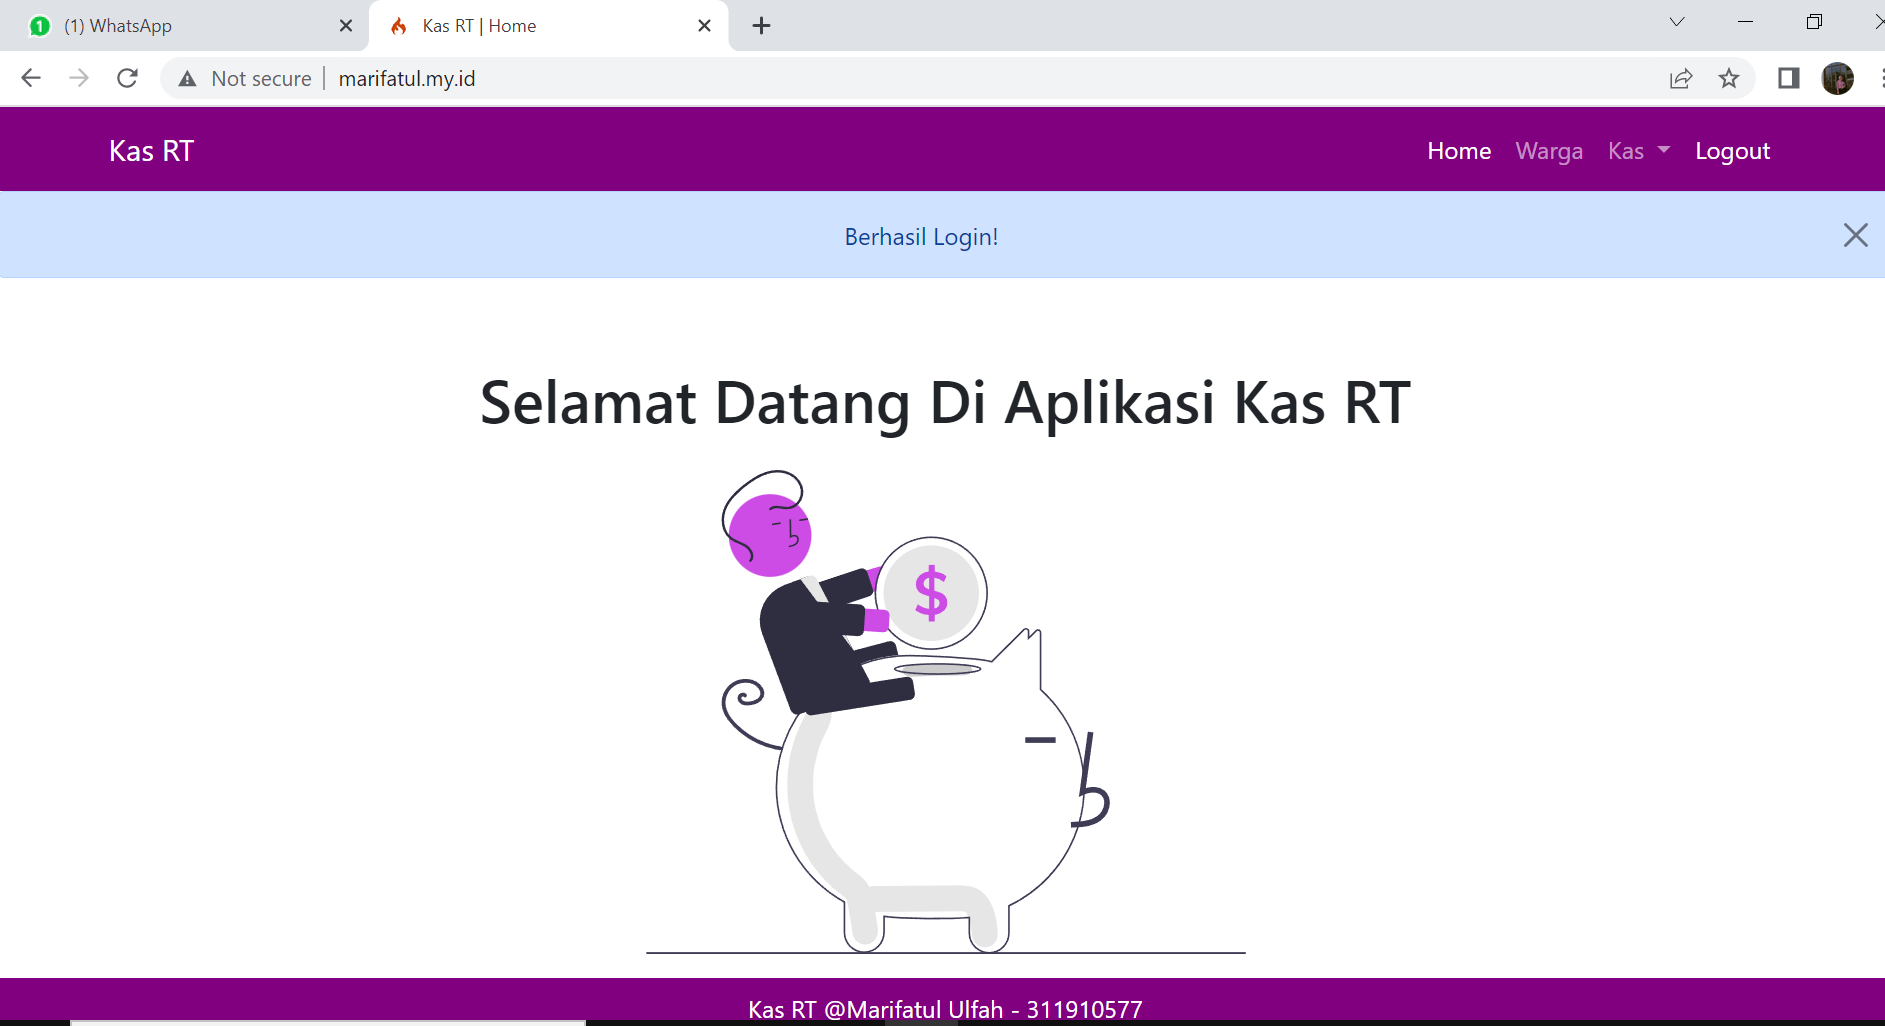 1 (1) WhatsApp
Kas RT | Home
Not secure marifatul.my.id
Kas RT
Home Warga Kas Logout
Berhasil Login!
Selamat Datang Di Aplikasi Kas RT
$
Kas RT @Marifatul Ulfah - 311910577